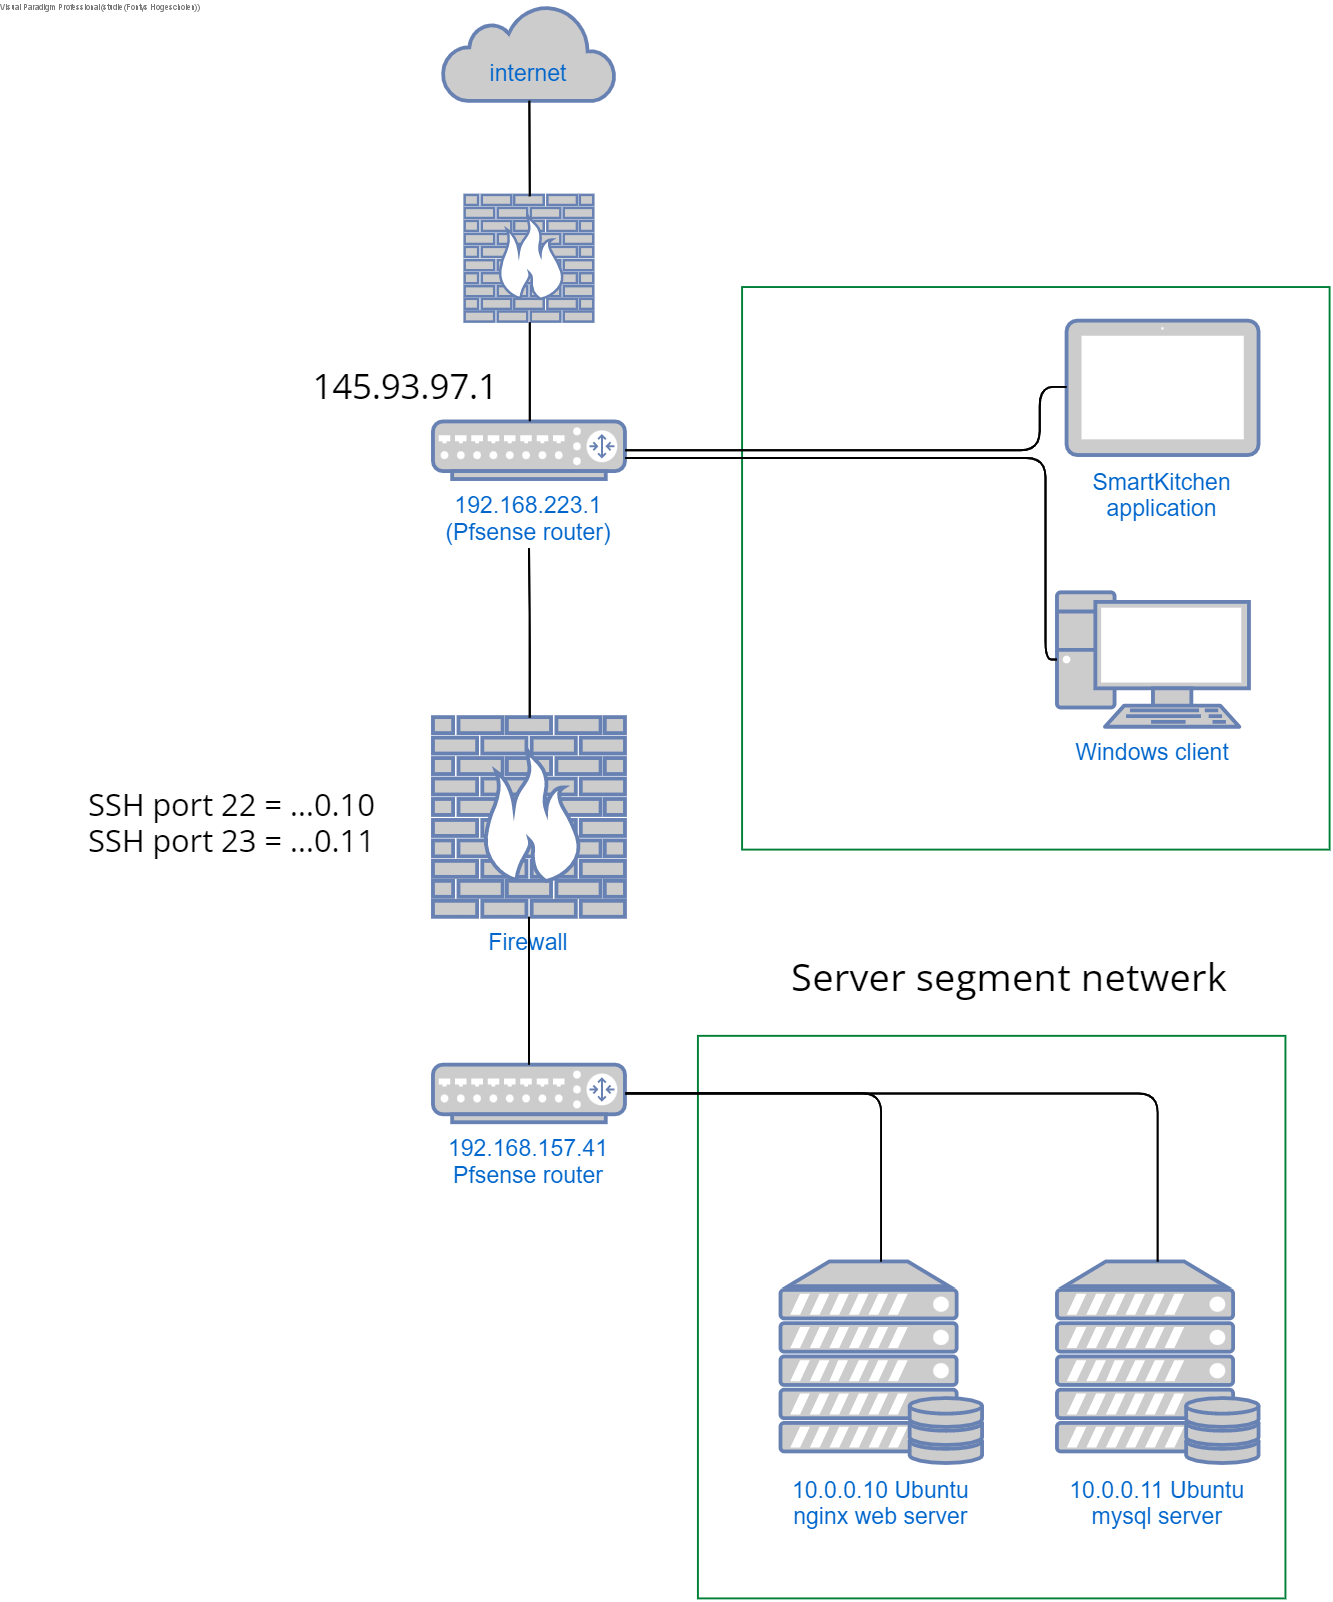 Visual Paradigm Professional(studie (Fontys Hogescholen))
internet
145.93.97.1
192.168.223.1
(Pfsense router)
SmartKitchen
application
Windows client
SSH port 22 = ...0.10
SSH port 23 = ...0.11
Firewall
Server segment netwerk
192.168.157.41
Pfsense router
10.0.0.10 Ubuntu
nginx web server
10.0.0.11 Ubuntu
mysql server